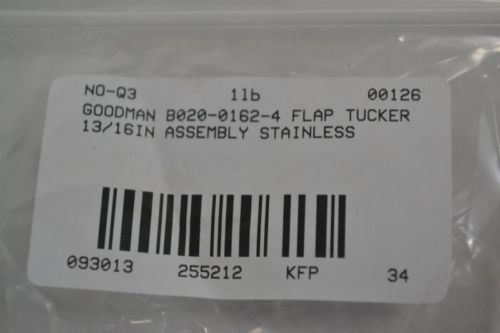 NO-Q3 1lb 00126
GOODMAN B020-0162-4 FLAP TUCKER
13/16IN ASSEMBLY STAINLESS
093013 255212 KFP 34